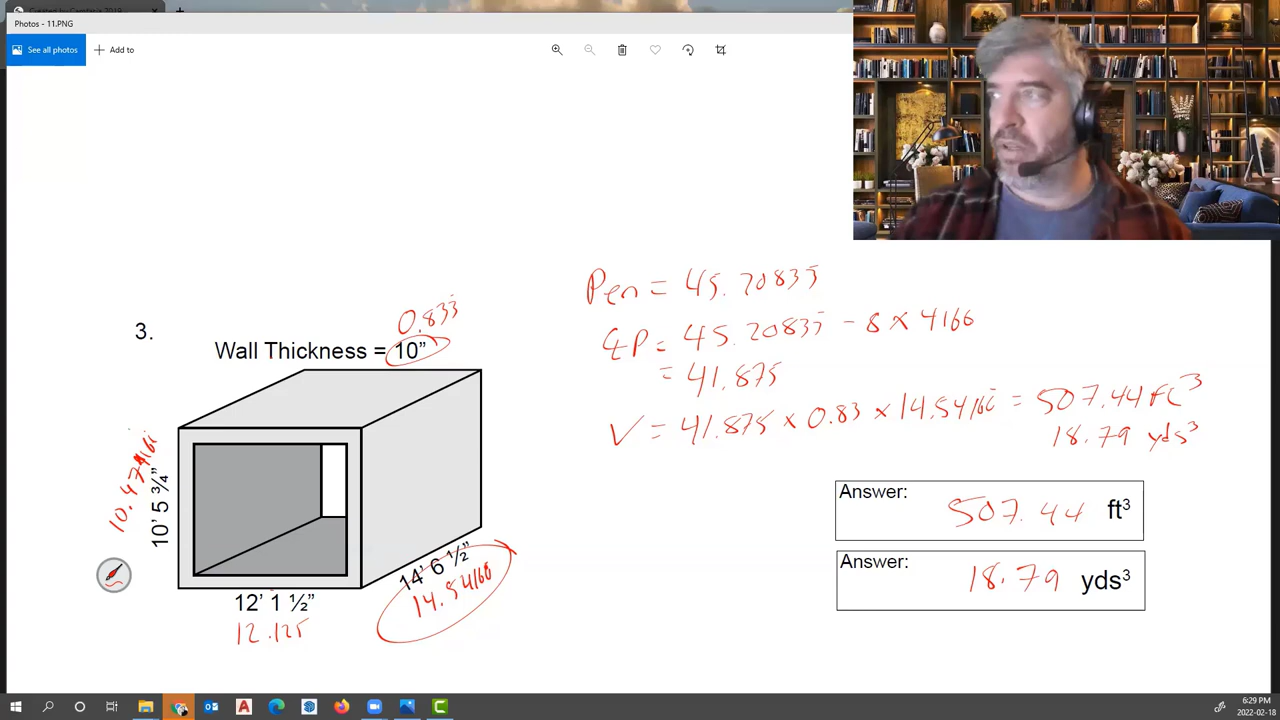 Photos - 11.PNG
See all photos
Add to
3.
0.833
Wall Thickness = 10"
10.479166
10' 5 ¾"
12' 1 ½"
12.125
14' 6 ½"
14.54166
Pen = 45.20835
℄P = 45.20835 - 8 x 4166
= 41.875
V = 41.875 x 0.83 x 14.54166 = 507.44 ft³
18.79 yds³
Answer: 507.44 ft³
Answer: 18.79 yds³
6:29 PM
2022-02-18